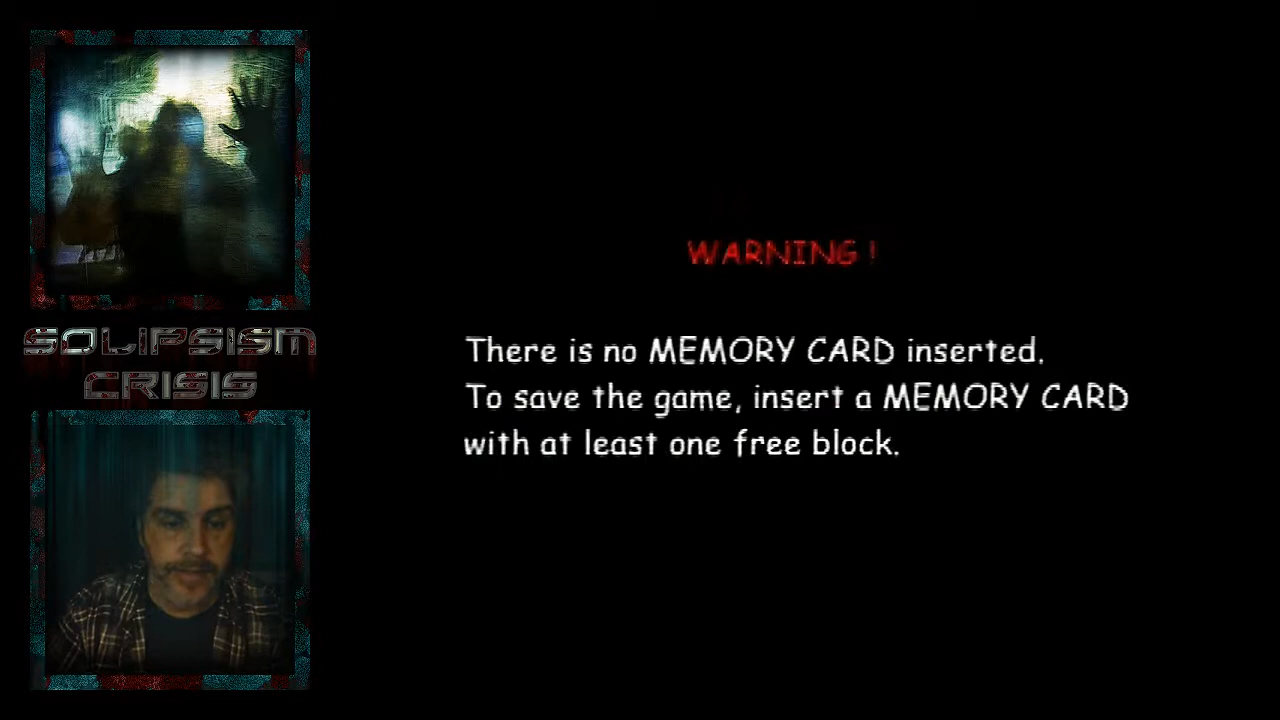 SOLIPSISM
CRISIS
WARNING !
There is no MEMORY CARD inserted.
To save the game, insert a MEMORY CARD
with at least one free block.